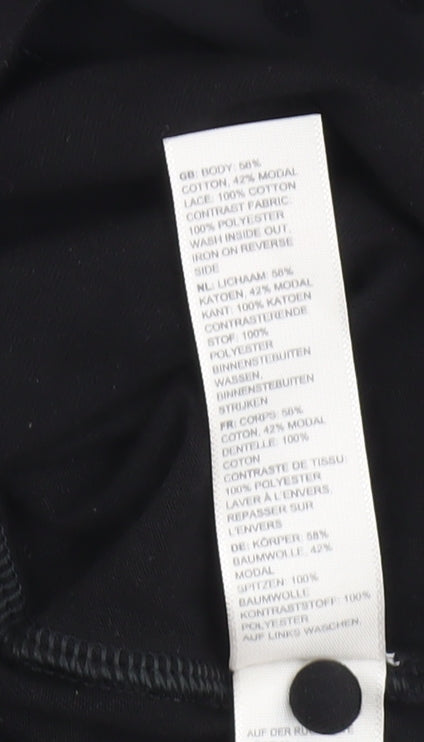 GB: BODY: 58%
COTTON, 42% MODAL
LACE: 100% COTTON
CONTRAST FABRIC:
100% POLYESTER
WASH INSIDE OUT,
IRON ON REVERSE
SIDE
NL: LICHAAM: 58%
KATOEN, 42% MODAL
KANT: 100% KATOEN
CONTRASTERENDE
STOF: 100%
POLYESTER
BINNENSTEBUITEN
WASSEN,
BINNENSTEBUITEN
STRIJKEN
FR: CORPS: 58%
COTON, 42% MODAL
DENTELLE: 100%
COTON
CONTRASTE DE TISSU:
100% POLYESTER
LAVER À L'ENVERS,
REPASSER SUR
L'ENVERS
DE: KÖRPER: 58%
BAUMWOLLE, 42%
MODAL
SPITZEN: 100%
BAUMWOLLE
KONTRASTSTOFF: 100%
POLYESTER
AUF LINKS WASCHEN,
AUF DER